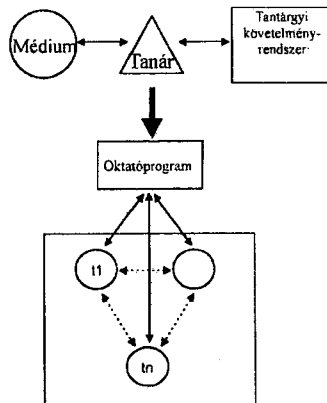 Médium
Tanár
Tantárgyi
követelmény-
rendszer
Oktatóprogram
t1
tn